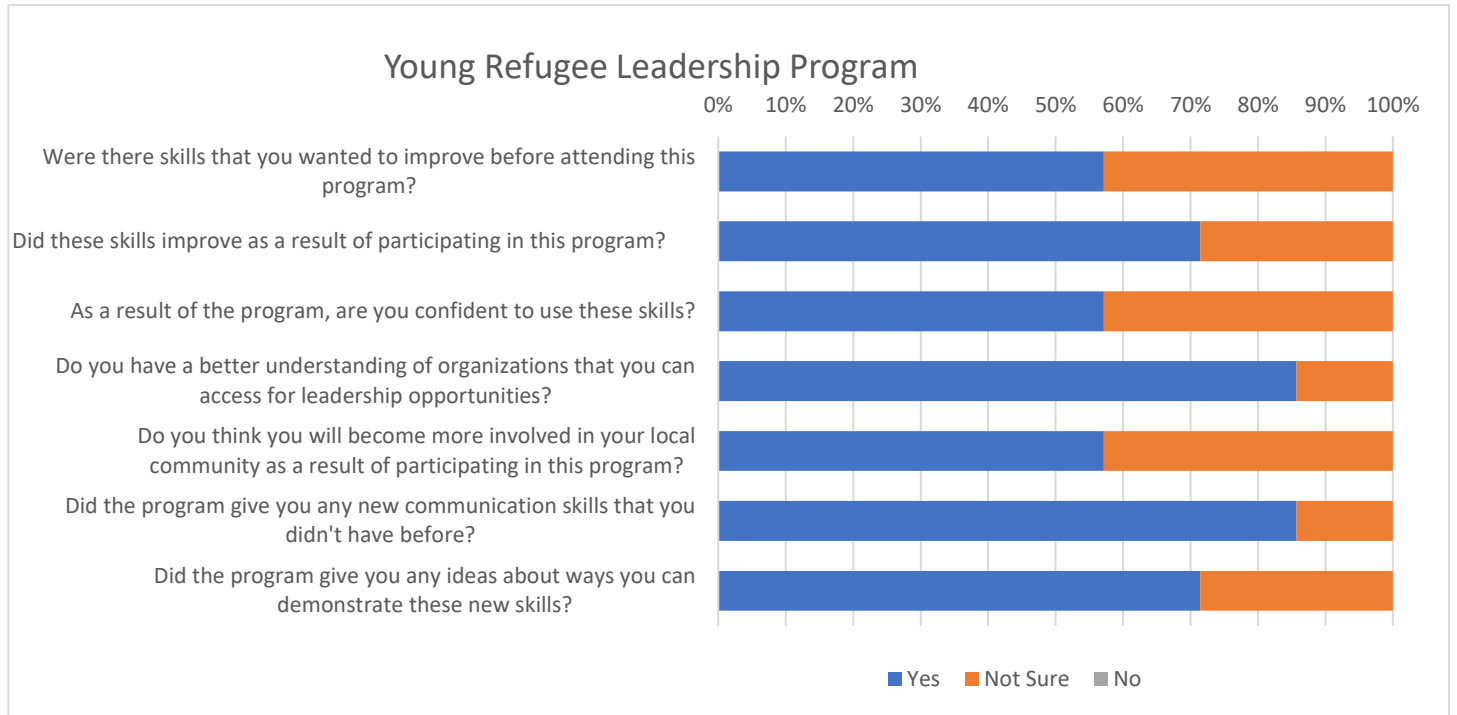 Young Refugee Leadership Program
0% 10% 20% 30% 40% 50% 60% 70% 80% 90% 100%
Were there skills that you wanted to improve before attending this
program?
Did these skills improve as a result of participating in this program?
As a result of the program, are you confident to use these skills?
Do you have a better understanding of organizations that you can
access for leadership opportunities?
Do you think you will become more involved in your local
community as a result of participating in this program?
Did the program give you any new communication skills that you
didn't have before?
Did the program give you any ideas about ways you can
demonstrate these new skills?
Yes Not Sure No